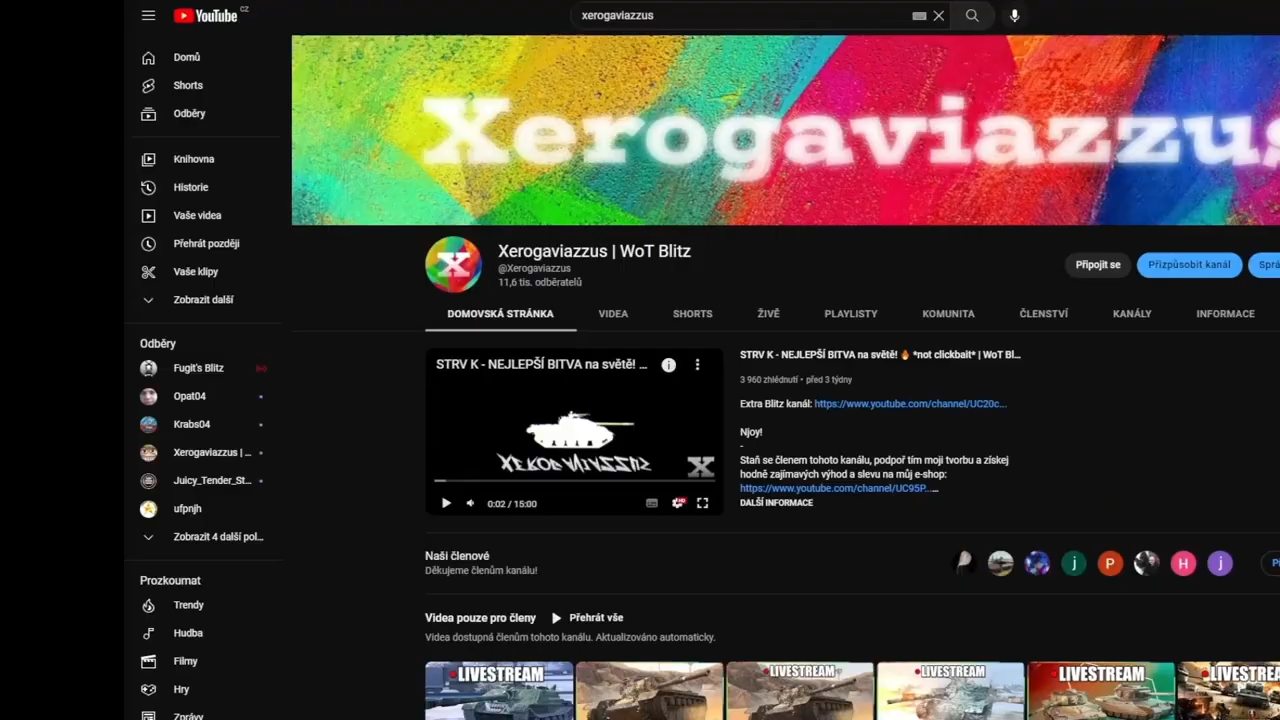 YouTube CZ
xerogaviazzus
Domů
Shorts
Odběry
Knihovna
Historie
Vaše videa
Přehrát později
Vaše klipy
Zobrazit další
Odběry
Fugit's Blitz
Opat04
Krabs04
Xerogaviazzus | ...
Juicy_Tender_St...
ufpnjh
Zobrazit 4 další pol...
Prozkoumat
Trendy
Hudba
Filmy
Hry
Zprávy
Xerogaviazzus
X
Xerogaviazzus | WoT Blitz
@Xerogaviazzus
11,6 tis. odběratelů
Připojit se
Přizpůsobit kanál
Sprá
DOMOVSKÁ STRÁNKA
VIDEA
SHORTS
ŽIVĚ
PLAYLISTY
KOMUNITA
ČLENSTVÍ
KANÁLY
INFORMACE
STRV K - NEJLEPŠÍ BITVA na světě! ...
X
0:02 / 15:00
STRV K - NEJLEPŠÍ BITVA na světě! 🔥 *not clickbait* | WoT Bl...
3 960 zhlédnutí • před 3 týdny
Extra Blitz kanál: https://www.youtube.com/channel/UC20c...
Njoy!
-
Staň se členem tohoto kanálu, podpoř tím moji tvorbu a získej
hodně zajímavých výhod a slevu na můj e-shop:
https://www.youtube.com/channel/UC95P...
...
DALŠÍ INFORMACE
Naši členové
Děkujeme členům kanálu!
j
P
H
j
Videa pouze pro členy
Přehrát vše
Videa dostupná členům tohoto kanálu. Aktualizováno automaticky.
LIVESTREAM
LIVESTREAM
LIVESTREAM
LIVESTREAM
LIVESTREA